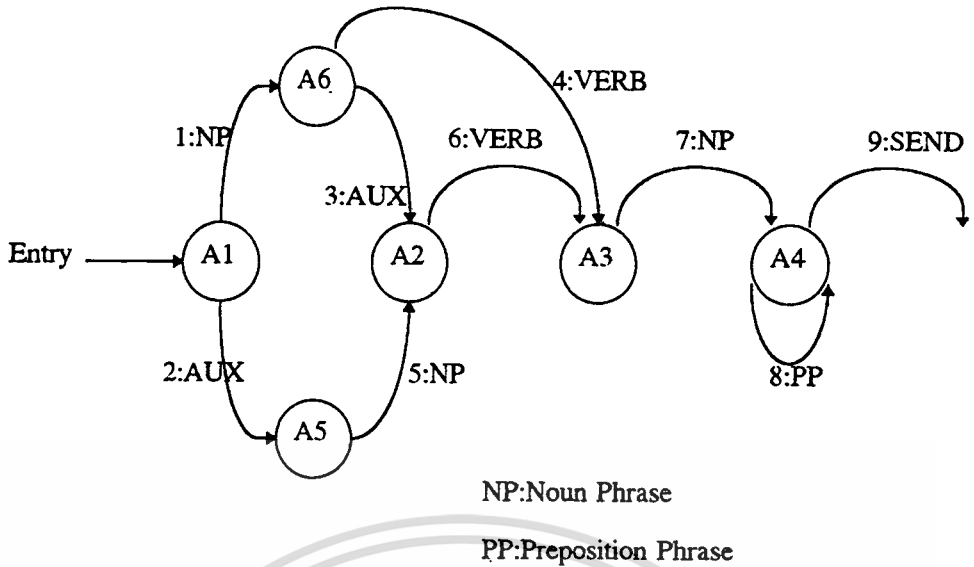 A6
4:VERB
1:NP
6:VERB
7:NP
9:SEND
3:AUX
Entry
A1
A2
A3
A4
2:AUX
5:NP
8:PP
A5
NP:Noun Phrase
PP:Preposition Phrase